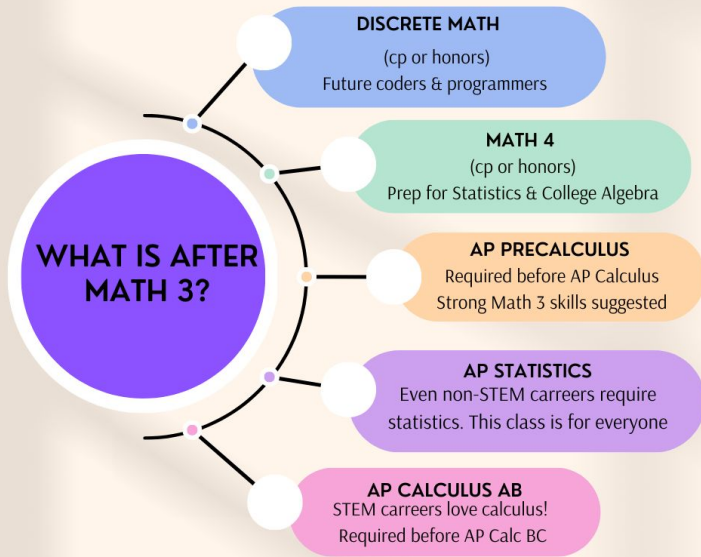 DISCRETE MATH
(cp or honors)
Future coders & programmers
MATH 4
(cp or honors)
Prep for Statistics & College Algebra
WHAT IS AFTER
MATH 3?
AP PRECALCULUS
Required before AP Calculus
Strong Math 3 skills suggested
AP STATISTICS
Even non-STEM carreers require
statistics. This class is for everyone
AP CALCULUS AB
STEM carreers love calculus!
Required before AP Calc BC